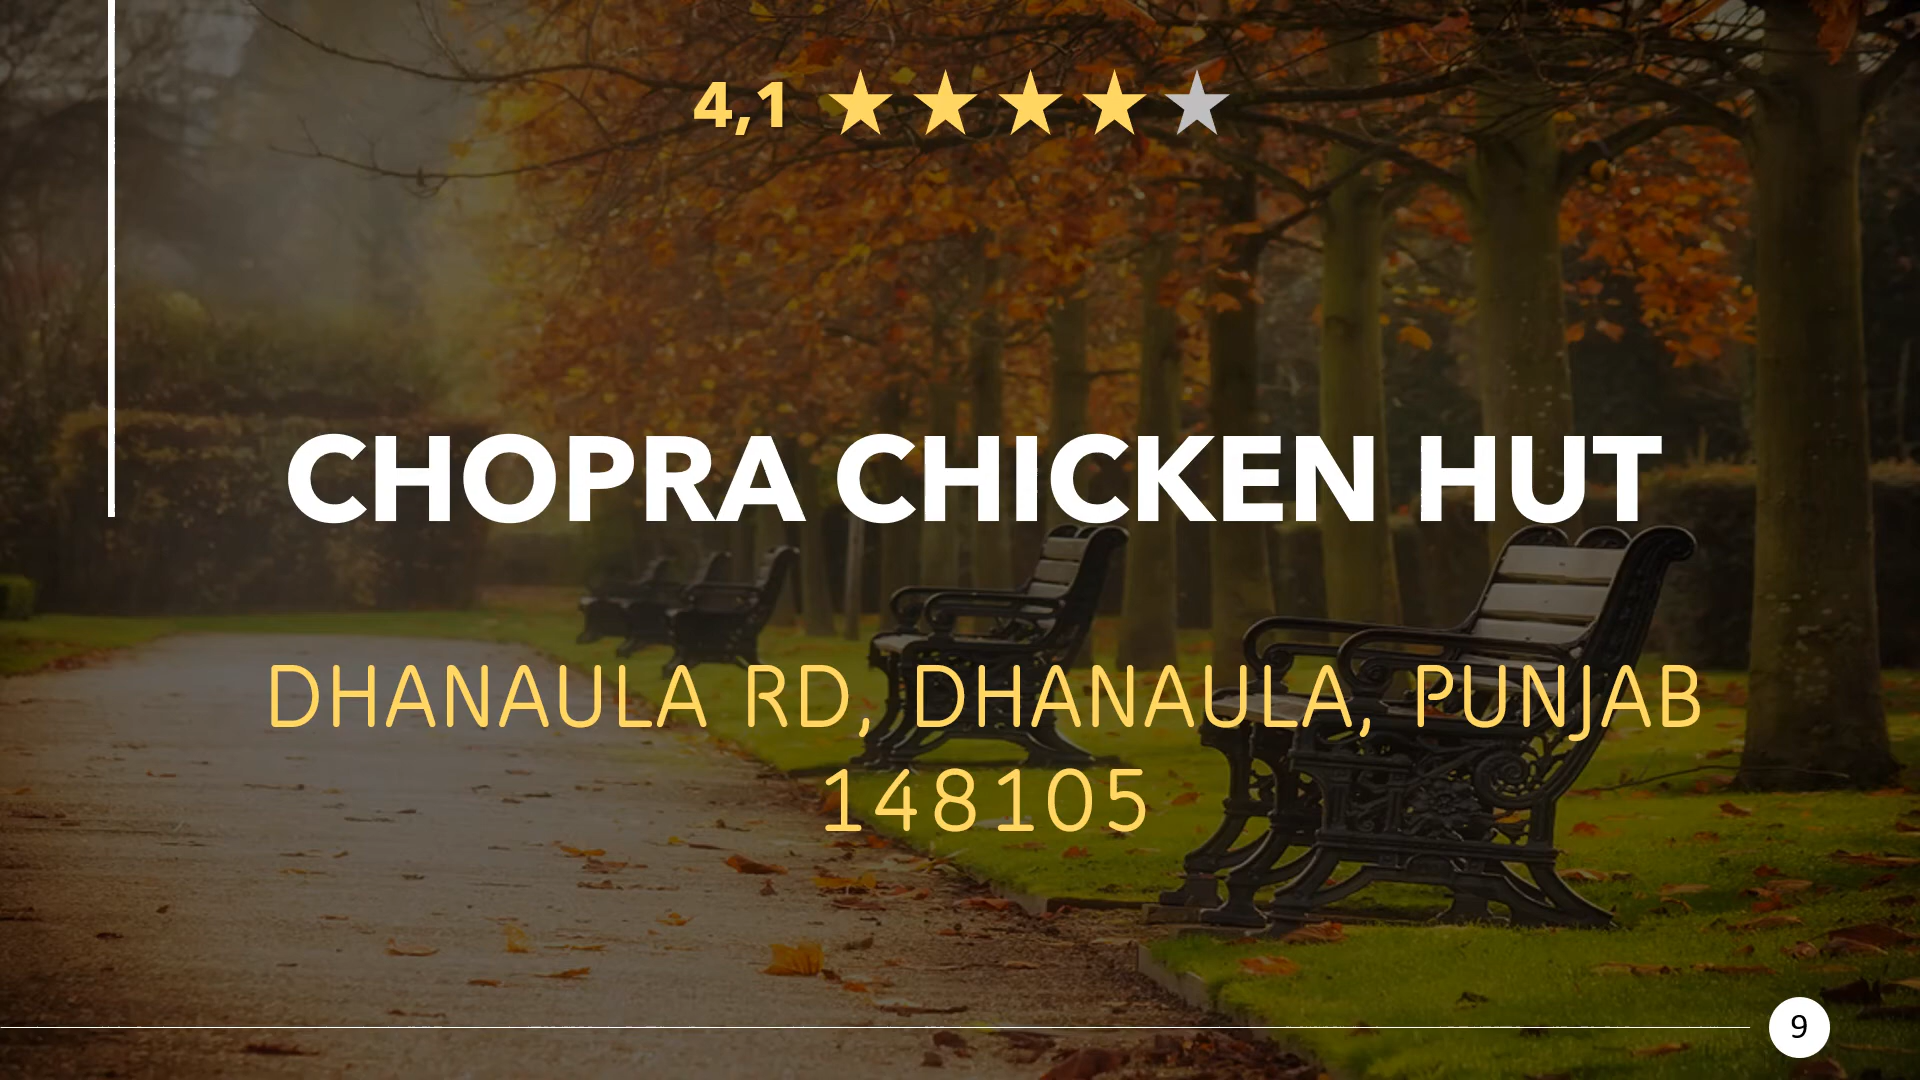 4,1
CHOPRA CHICKEN HUT
DHANAULA RD, DHANAULA, PUNJAB
148105
9